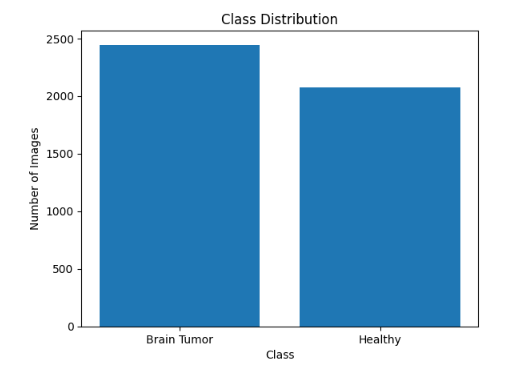 Class Distribution
2500
2000
1500
1000
500
0
Number of Images
Brain Tumor Healthy
Class